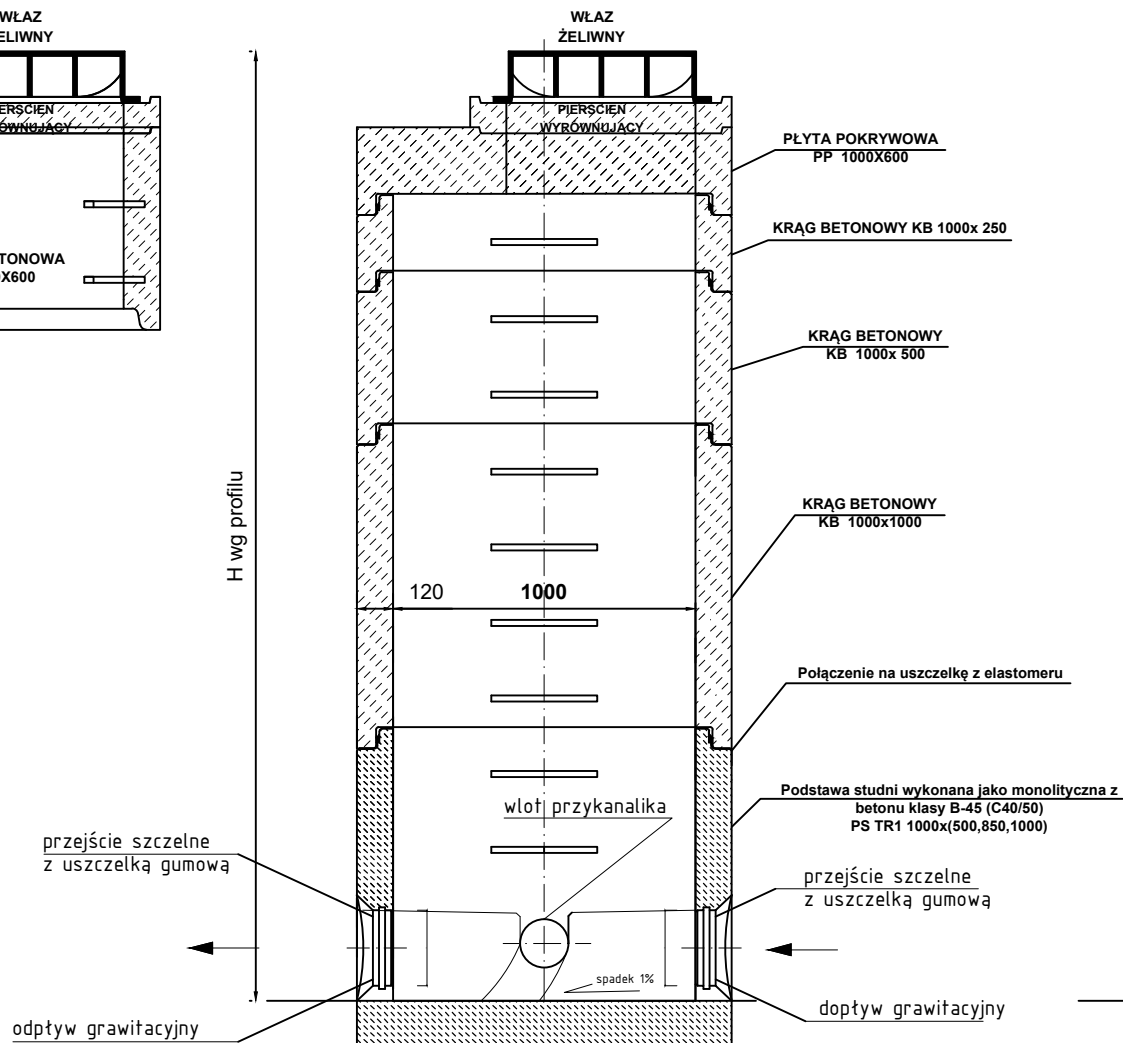 WŁAZ
WŁAZ
ŻELIWNY
PIERŚCIEŃ
WYRÓWNUJĄCY
X600
PŁYTA POKRYWOWA
PP 1000X600
KRĄG BETONOWY KB 1000x 250
KRĄG BETONOWY
KB 1000x 500
KRĄG BETONOWY
KB 1000x1000
H wg profilu
120
1000
Połączenie na uszczelkę z elastomeru
Podstawa studni wykonana jako monolityczna z
betonu klasy B-45 (C40/50)
PS TR1 1000x(500,850,1000)
wlot przykanalika
przejście szczelne
z uszczelką gumową
przejście szczelne
z uszczelką gumową
spadek 1%
odpływ grawitacyjny
dopływ grawitacyjny